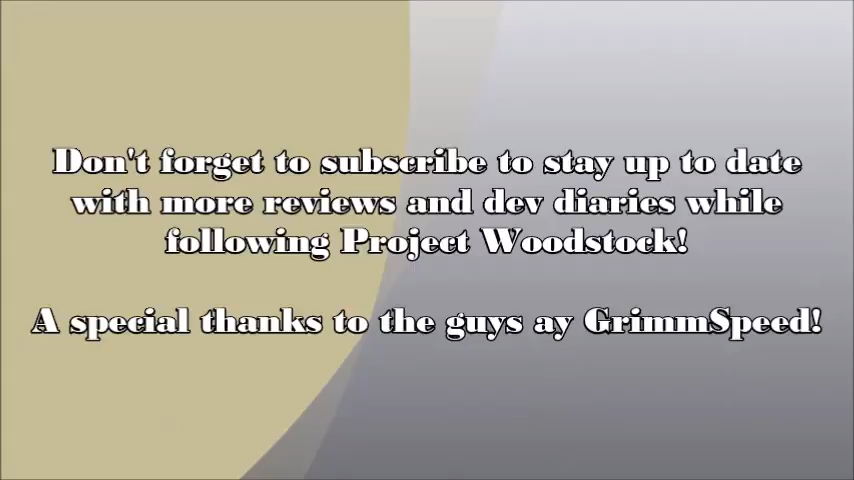 Don't forget to subscribe to stay up to date
with more reviews and dev diaries while
following Project Woodstock!
A special thanks to the guys ay GrimmSpeed!